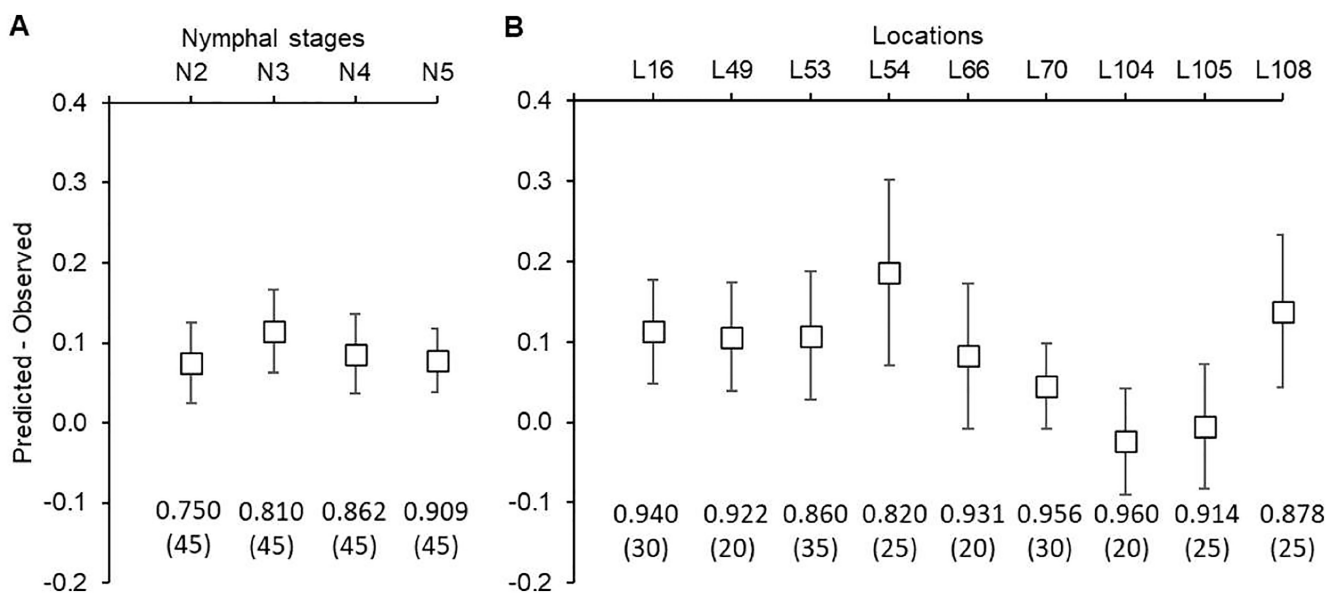 A
Nymphal stages
N2 N3 N4 N5
0.4
0.3
0.2
0.1
0.0
-0.1
-0.2
Predicted - Observed
0.750 0.810 0.862 0.909
(45) (45) (45) (45)
B
Locations
L16 L49 L53 L54 L66 L70 L104 L105 L108
0.4
0.3
0.2
0.1
0.0
-0.1
-0.2
0.940 0.922 0.860 0.820 0.931 0.956 0.960 0.914 0.878
(30) (20) (35) (25) (20) (30) (20) (25) (25)